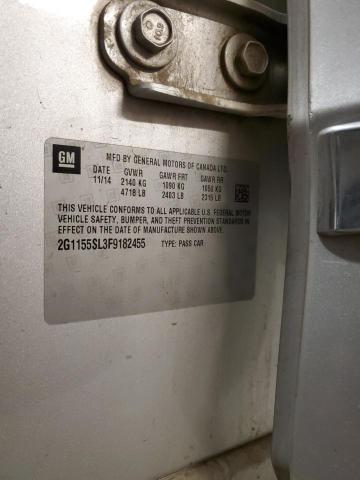 GM
MFD BY GENERAL MOTORS OF CANADA LTD.
DATE GVWR GAWR FRT GAWR RR
11/14 2140 KG 1090 KG 1050 KG
4718 LB 2403 LB 2315 LB
THIS VEHICLE CONFORMS TO ALL APPLICABLE U.S. FEDERAL MOTOR
VEHICLE SAFETY, BUMPER, AND THEFT PREVENTION STANDARDS
IN EFFECT ON THE DATE OF MANUFACTURE SHOWN ABOVE.
2G1155SL3F9182455 TYPE: PASS CAR